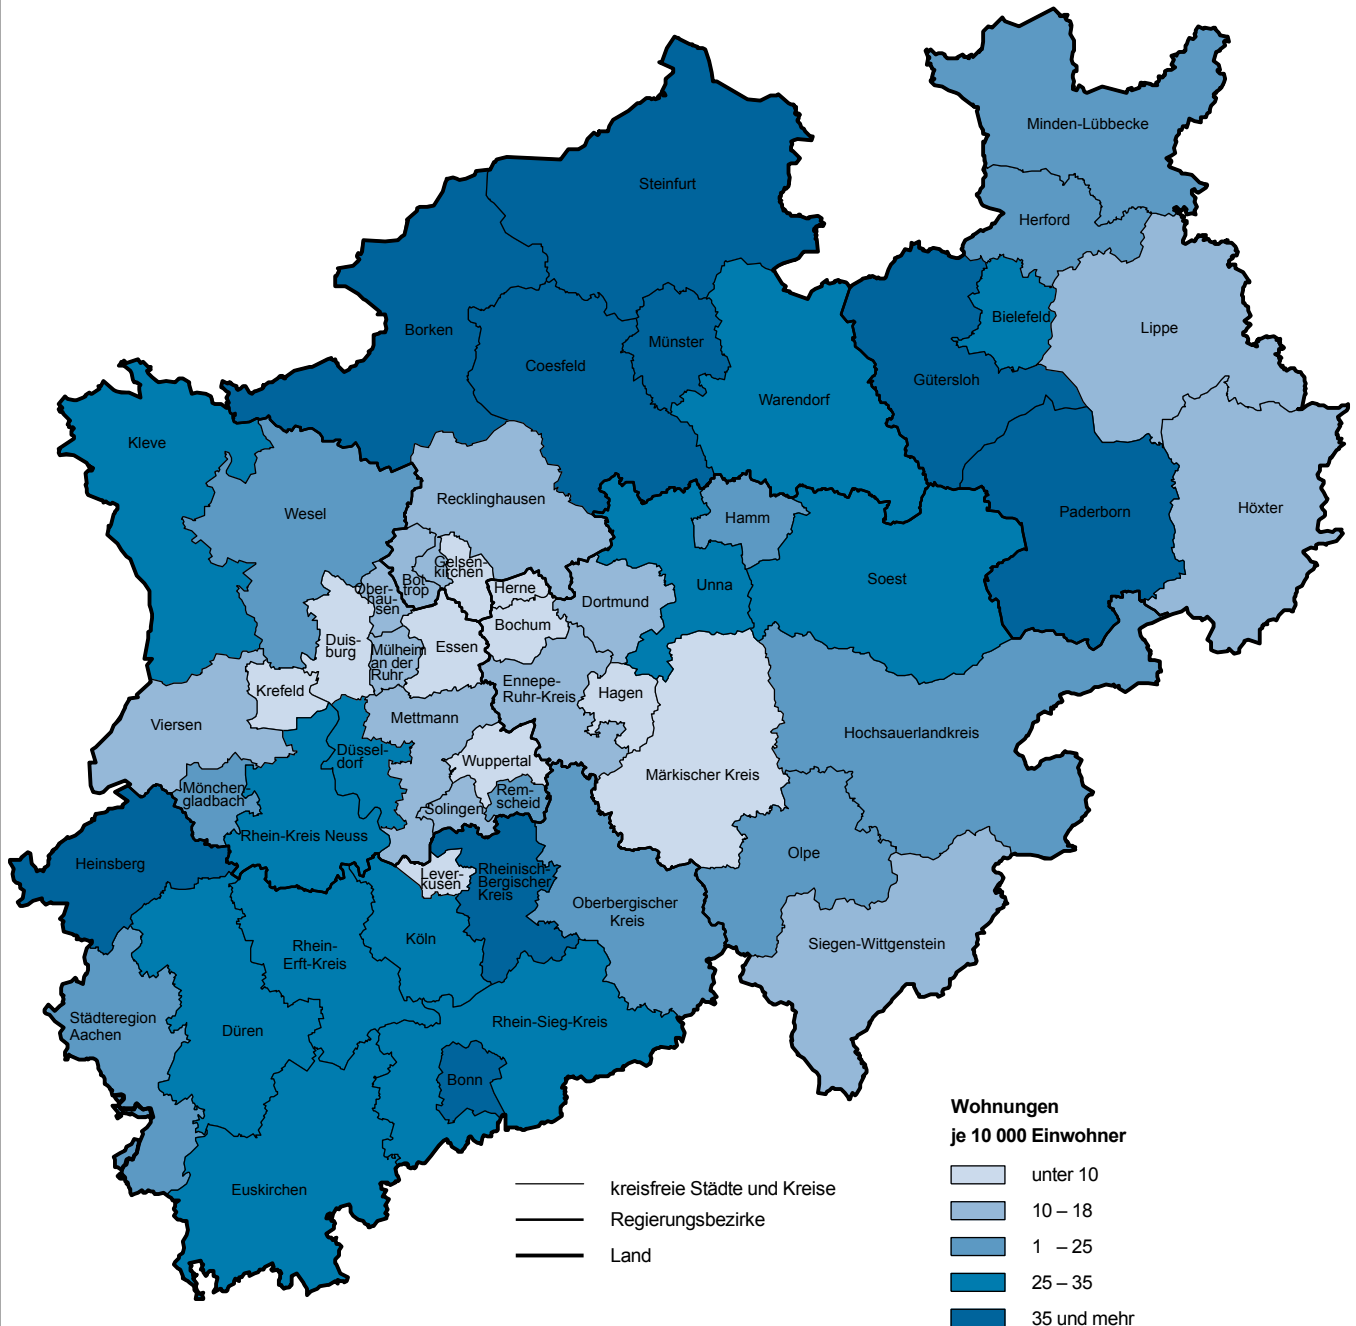 Minden-Lübbecke
Steinfurt
Herford
Bielefeld
Lippe
Borken
Münster
Coesfeld
Gütersloh
Warendorf
Kleve
Recklinghausen
Wesel
Hamm
Paderborn
Höxter
Gelsen-
kirchen
Bot-
trop
Ober-
hau-
sen
Herne
Unna
Soest
Dortmund
Bochum
Duis-
burg
Essen
Mülheim
an der
Ruhr
Krefeld
Ennepe-
Ruhr-Kreis
Hagen
Viersen
Mettmann
Hochsauerlandkreis
Düssel-
dorf
Wuppertal
Märkischer Kreis
Mönchen-
gladbach
Rem-
scheid
Solingen
Rhein-Kreis Neuss
Heinsberg
Olpe
Lever-
kusen
Rheinisch-
Bergischer
Kreis
Oberbergischer
Kreis
Köln
Rhein-
Erft-Kreis
Siegen-Wittgenstein
Städteregion
Aachen
Düren
Rhein-Sieg-Kreis
Bonn
Euskirchen
kreisfreie Städte und Kreise
Regierungsbezirke
Land
Wohnungen
je 10 000 Einwohner
unter 10
10 – 18
1 – 25
25 – 35
35 und mehr